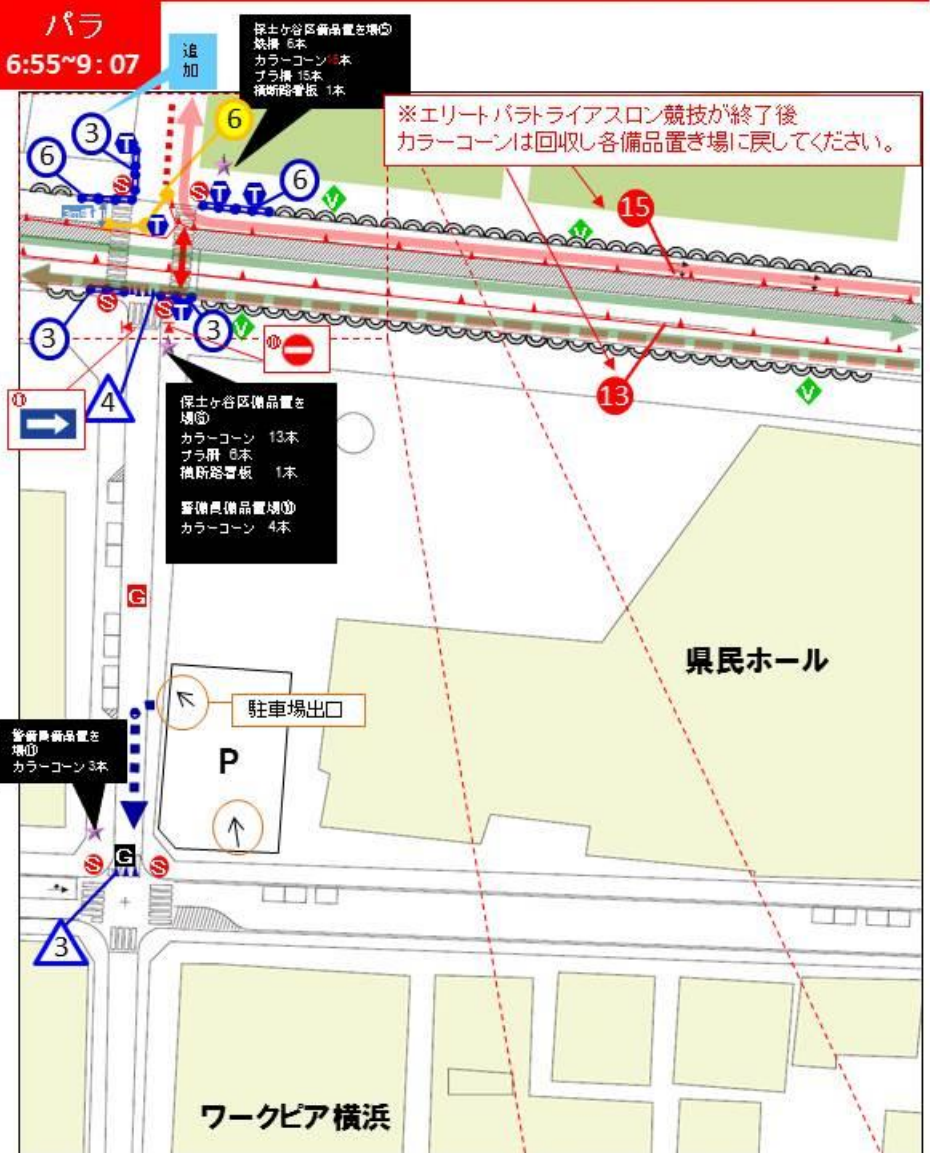 パラ
6:55~9:07
追
加
保土ヶ谷区備品置き場⑤
鉄柵 6本
カラーコーン15本
プラ柵 15本
横断路看板 1本
※エリートパラトライアスロン競技が終了後
カラーコーンは回収し各備品置き場に戻してください。
6
3
6
T
S
S
T
T
6
V
T
V
15
3
S
S
T
3
V
13
V
4
保土ヶ谷区備品置き
場⑥
カラーコーン 13本
プラ柵 6本
横断路看板 1本
警備員備品置場⑩
カラーコーン 4本
G
県民ホール
駐車場出口
P
警備員備品置き
場⑪
カラーコーン 3本
S
G
S
3
ワークピア横浜